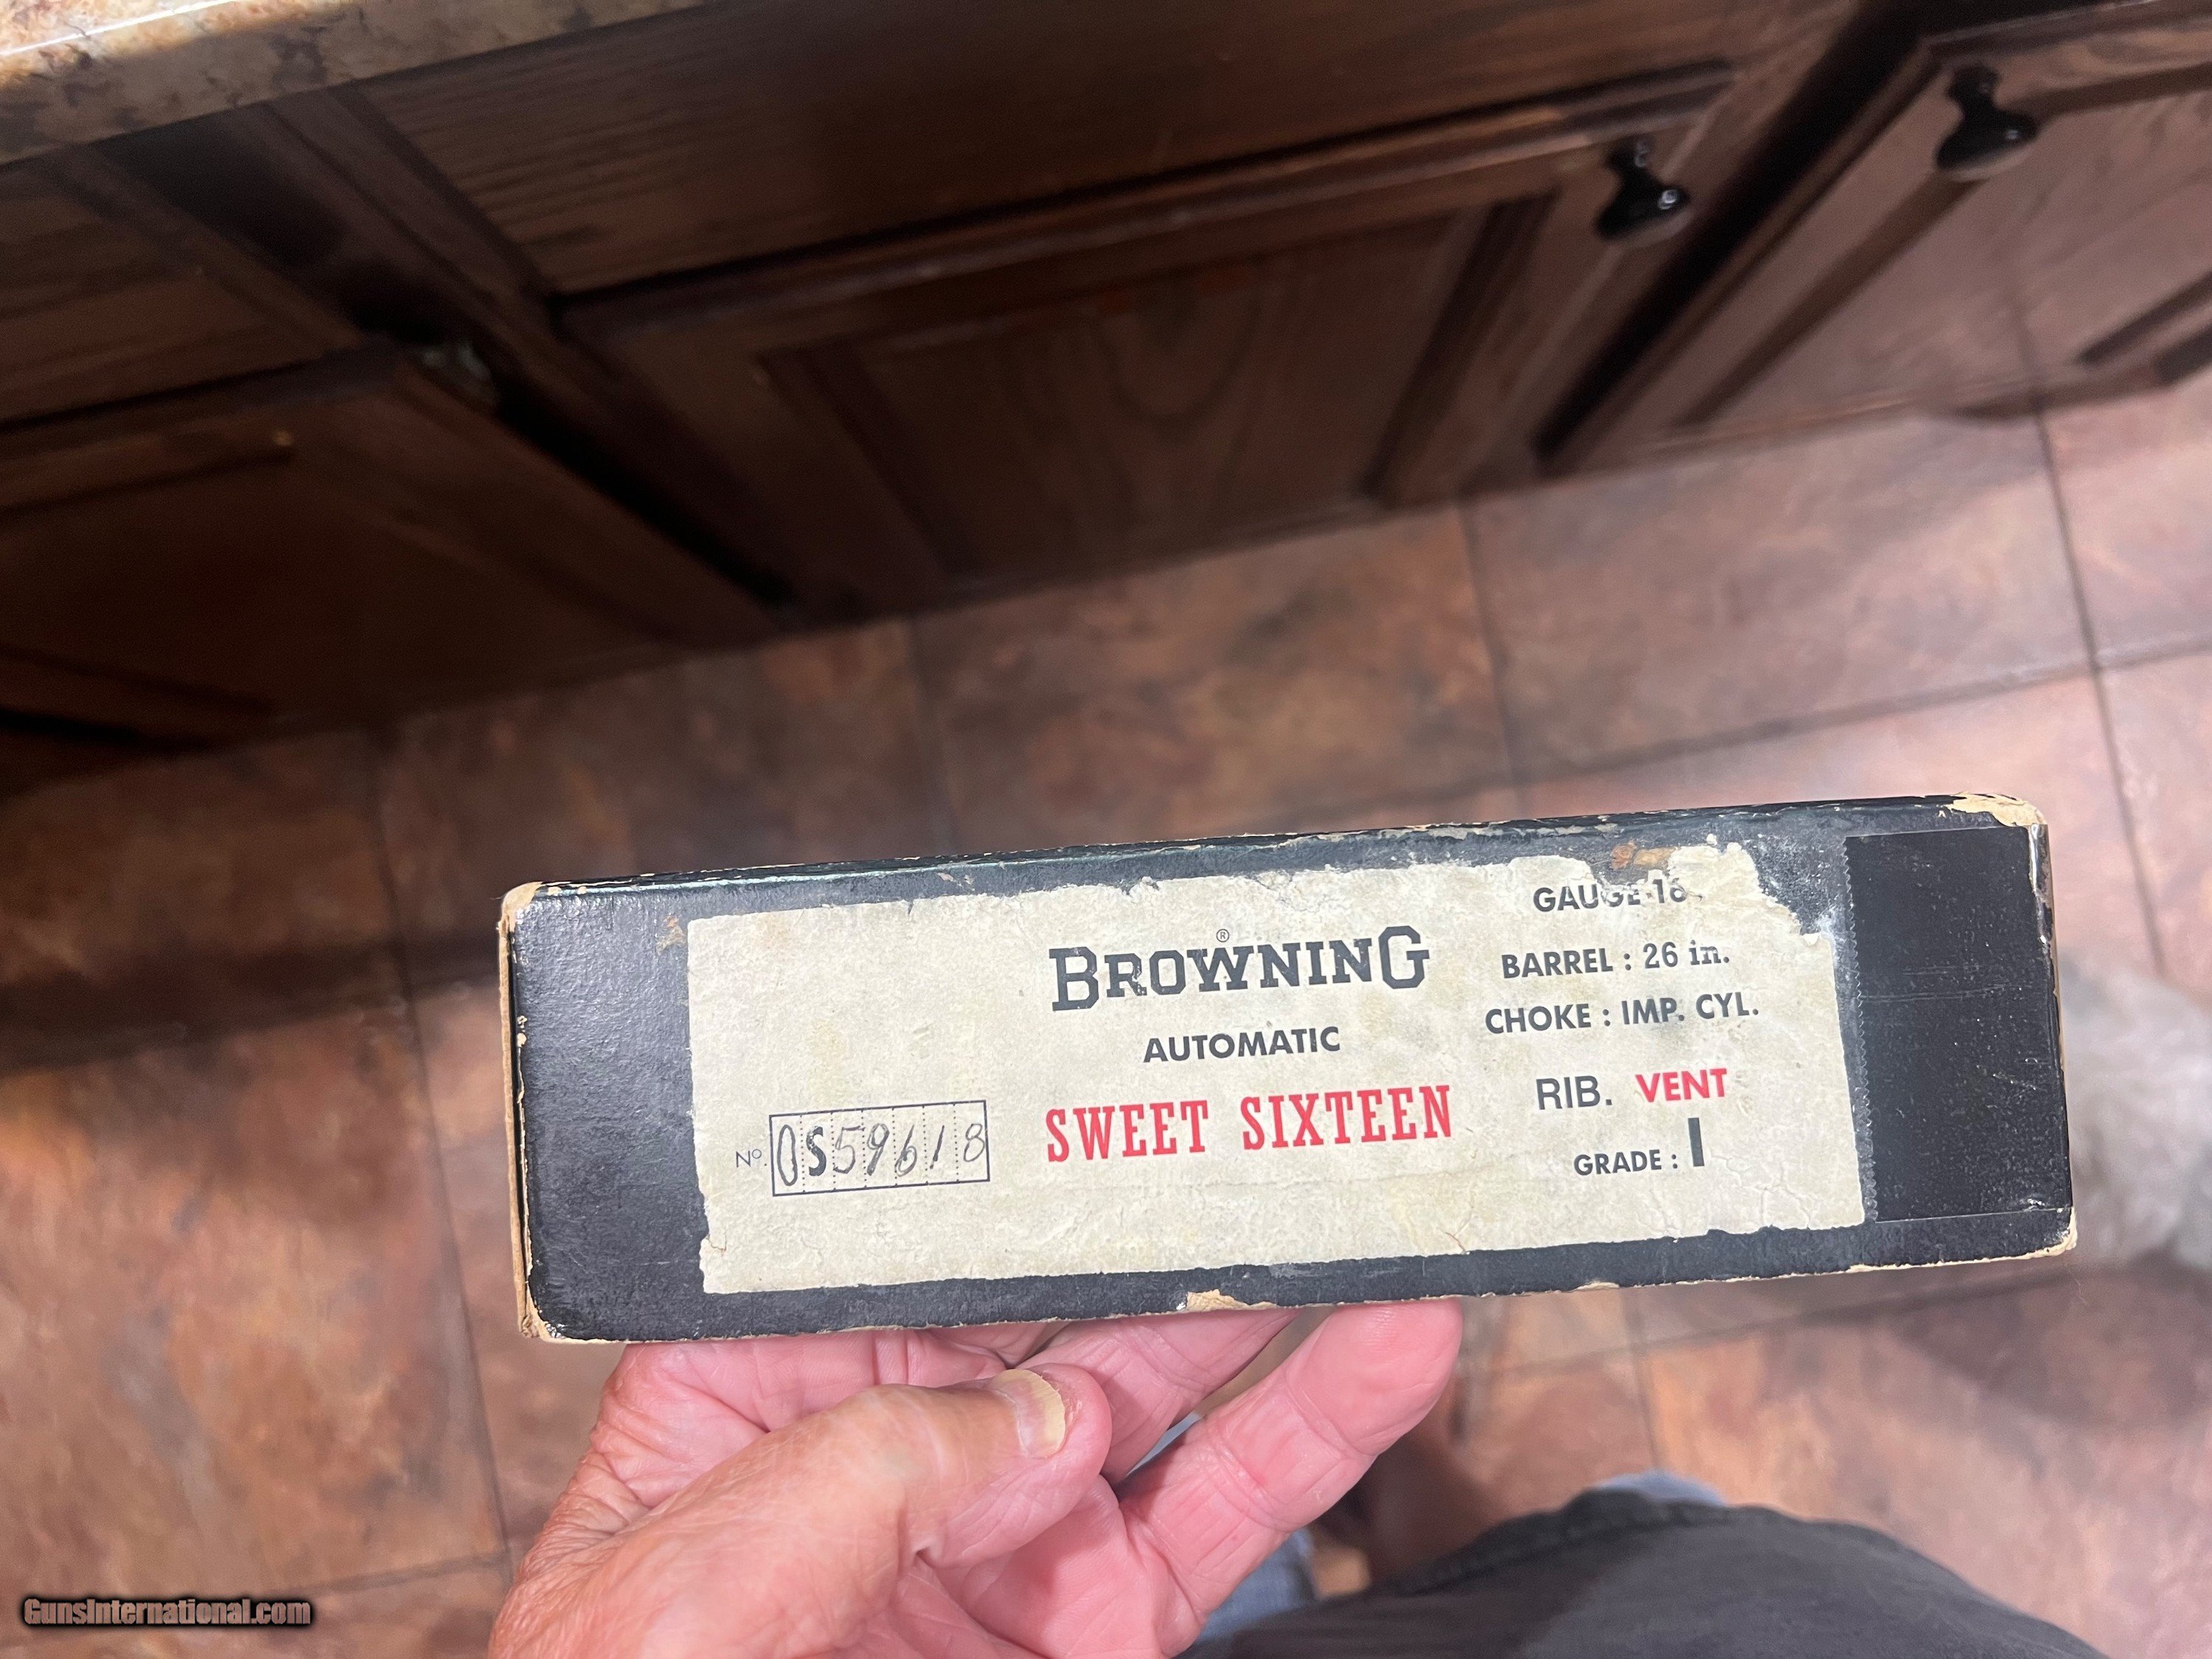 GAUGE-16
BROWNING®
BARREL : 26 in.
AUTOMATIC
CHOKE : IMP. CYL.
SWEET SIXTEEN
RIB. VENT
No. 0S59618
GRADE : I
GunsInternational.com